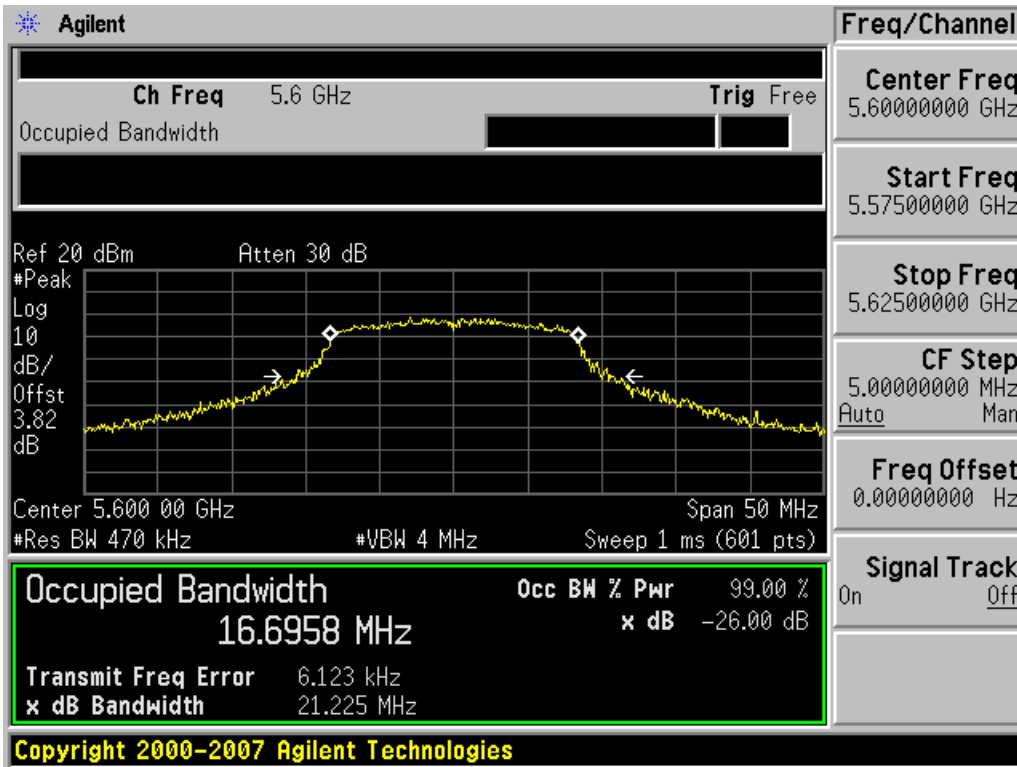 Agilent
Freq/Channel
Ch Freq 5.6 GHz Trig Free
Occupied Bandwidth
Center Freq
5.60000000 GHz
Start Freq
5.57500000 GHz
Stop Freq
5.62500000 GHz
CF Step
5.00000000 MHz
Auto Man
Freq Offset
0.00000000 Hz
Signal Track
On Off
Ref 20 dBm Atten 30 dB
#Peak
Log
10
dB/
Offst
3.82
dB
Center 5.600 00 GHz Span 50 MHz
#Res BW 470 kHz #VBW 4 MHz Sweep 1 ms (601 pts)
Occupied Bandwidth Occ BW % Pwr 99.00 %
16.6958 MHz x dB -26.00 dB
Transmit Freq Error 6.123 kHz
x dB Bandwidth 21.225 MHz
Copyright 2000-2007 Agilent Technologies